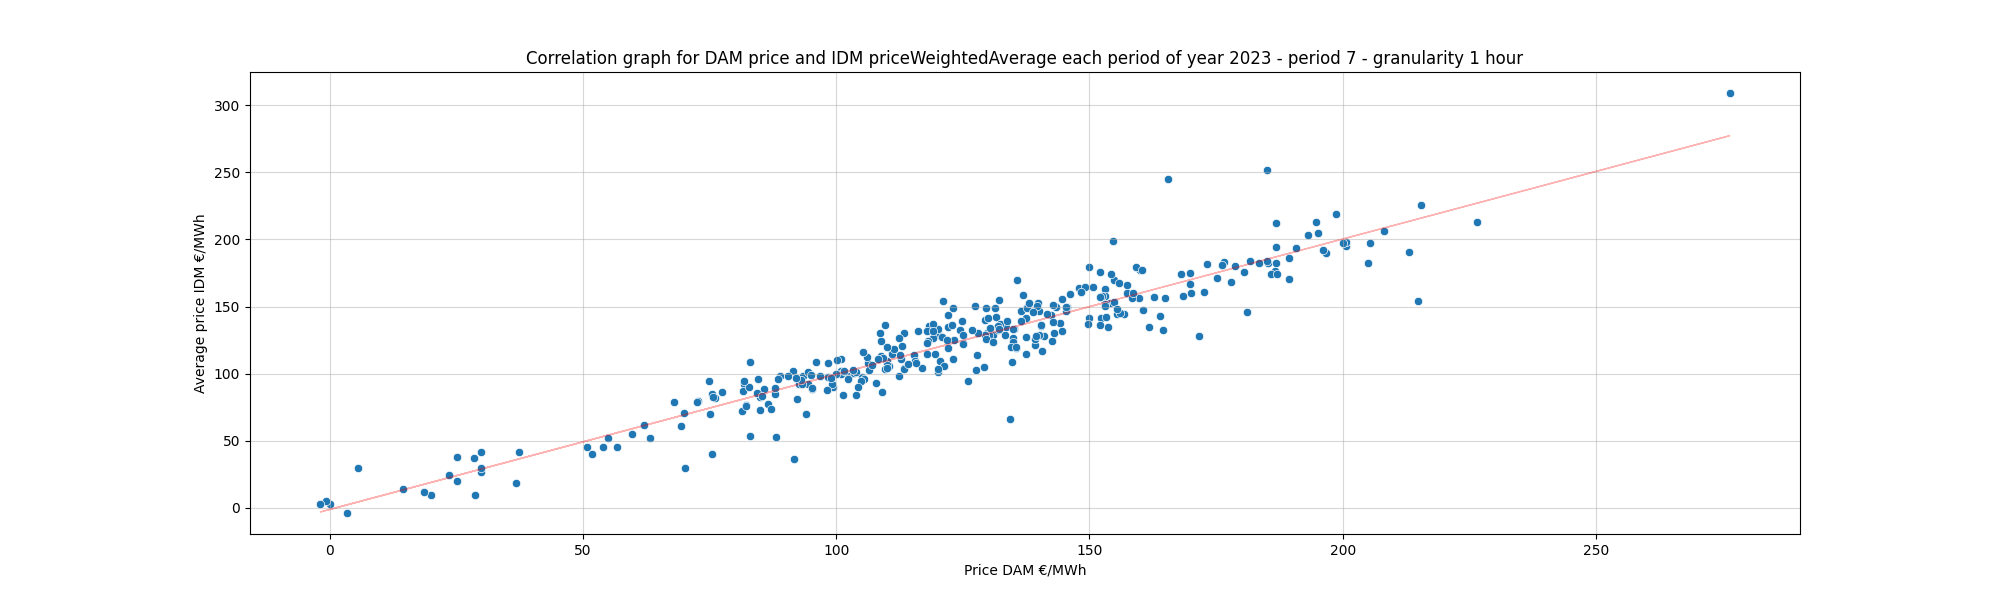 Correlation graph for DAM price and IDM priceWeightedAverage each period of year 2023 - period 7 - granularity 1 hour
300
250
200
150
100
50
0
Average price IDM €/MWh
0 50 100 150 200 250
Price DAM €/MWh